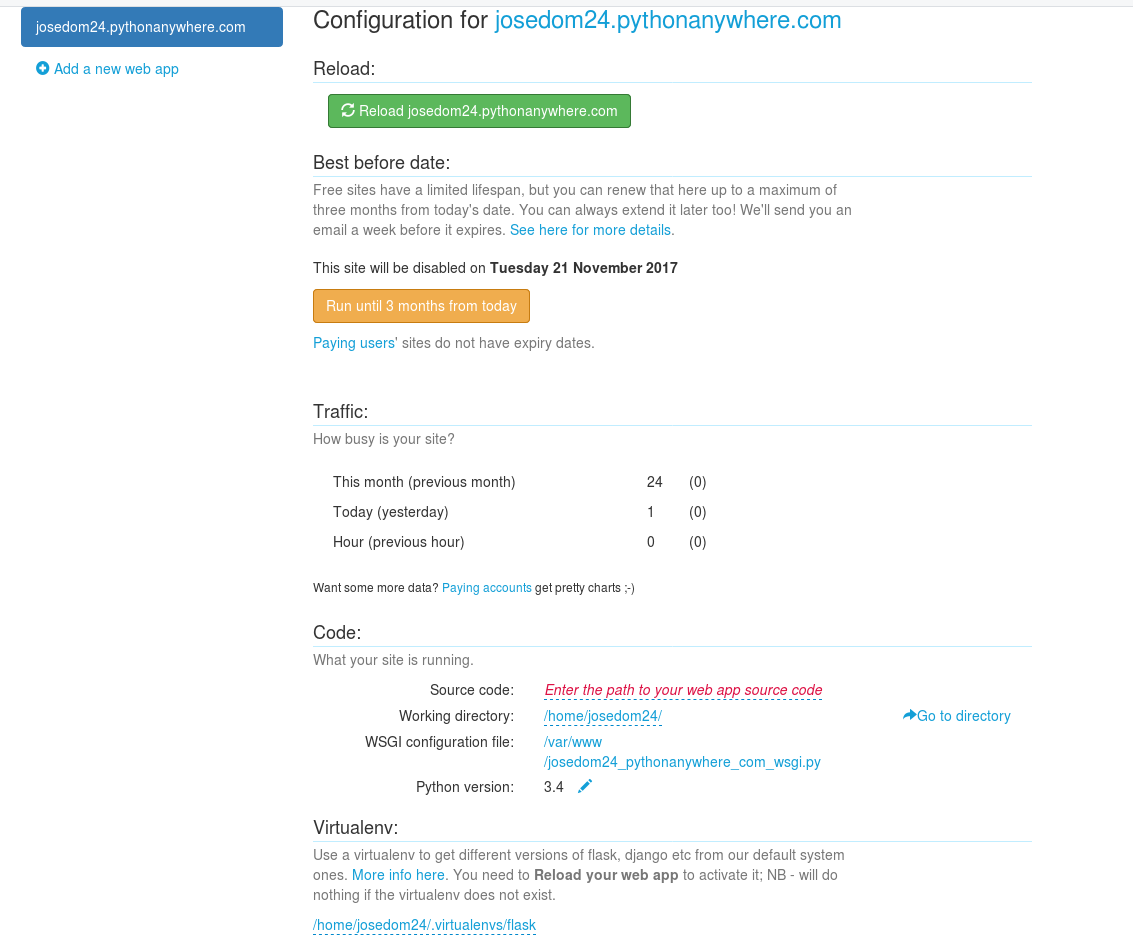 josedom24.pythonanywhere.com
Add a new web app
Configuration for josedom24.pythonanywhere.com
Reload:
Reload josedom24.pythonanywhere.com
Best before date:
Free sites have a limited lifespan, but you can renew that here up to a maximum of
three months from today's date. You can always extend it later too! We'll send you an
email a week before it expires. See here for more details.
This site will be disabled on Tuesday 21 November 2017
Run until 3 months from today
Paying users' sites do not have expiry dates.
Traffic:
How busy is your site?
This month (previous month) 24 (0)
Today (yesterday) 1 (0)
Hour (previous hour) 0 (0)
Want some more data? Paying accounts get pretty charts ;-)
Code:
What your site is running.
Source code: Enter the path to your web app source code
Working directory: /home/josedom24/ Go to directory
WSGI configuration file: /var/www
/josedom24_pythonanywhere_com_wsgi.py
Python version: 3.4
Virtualenv:
Use a virtualenv to get different versions of flask, django etc from our default system
ones. More info here. You need to Reload your web app to activate it; NB - will do
nothing if the virtualenv does not exist.
/home/josedom24/.virtualenvs/flask